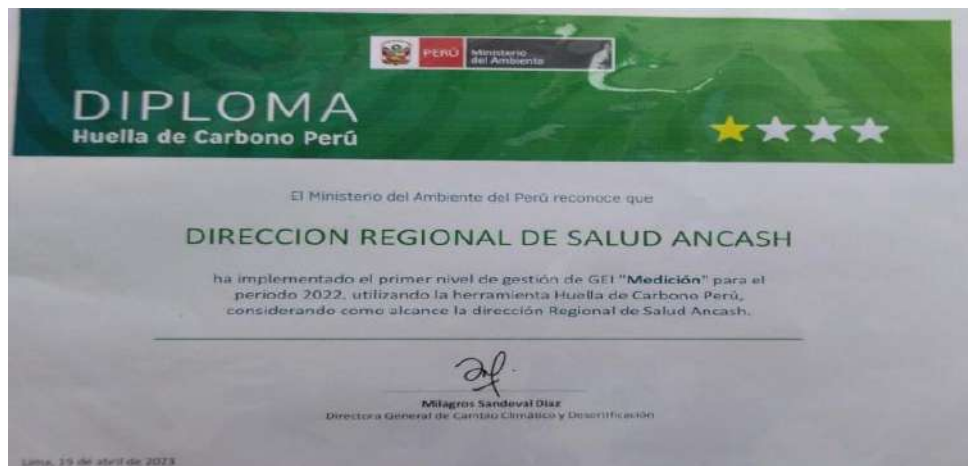 PERÚ
Ministerio
del Ambiente
DIPLOMA
Huella de Carbono Perú
El Ministerio del Ambiente del Perú reconoce que
DIRECCION REGIONAL DE SALUD ANCASH
ha implementado el primer nivel de gestión de GEI "Medición" para el
periodo 2022, utilizando la herramienta Huella de Carbono Perú,
considerando como alcance la dirección Regional de Salud Ancash.
Milagros Sandoval Díaz
Directora General de Cambio Climático y Desertificación
Lima, 19 de abril de 2023